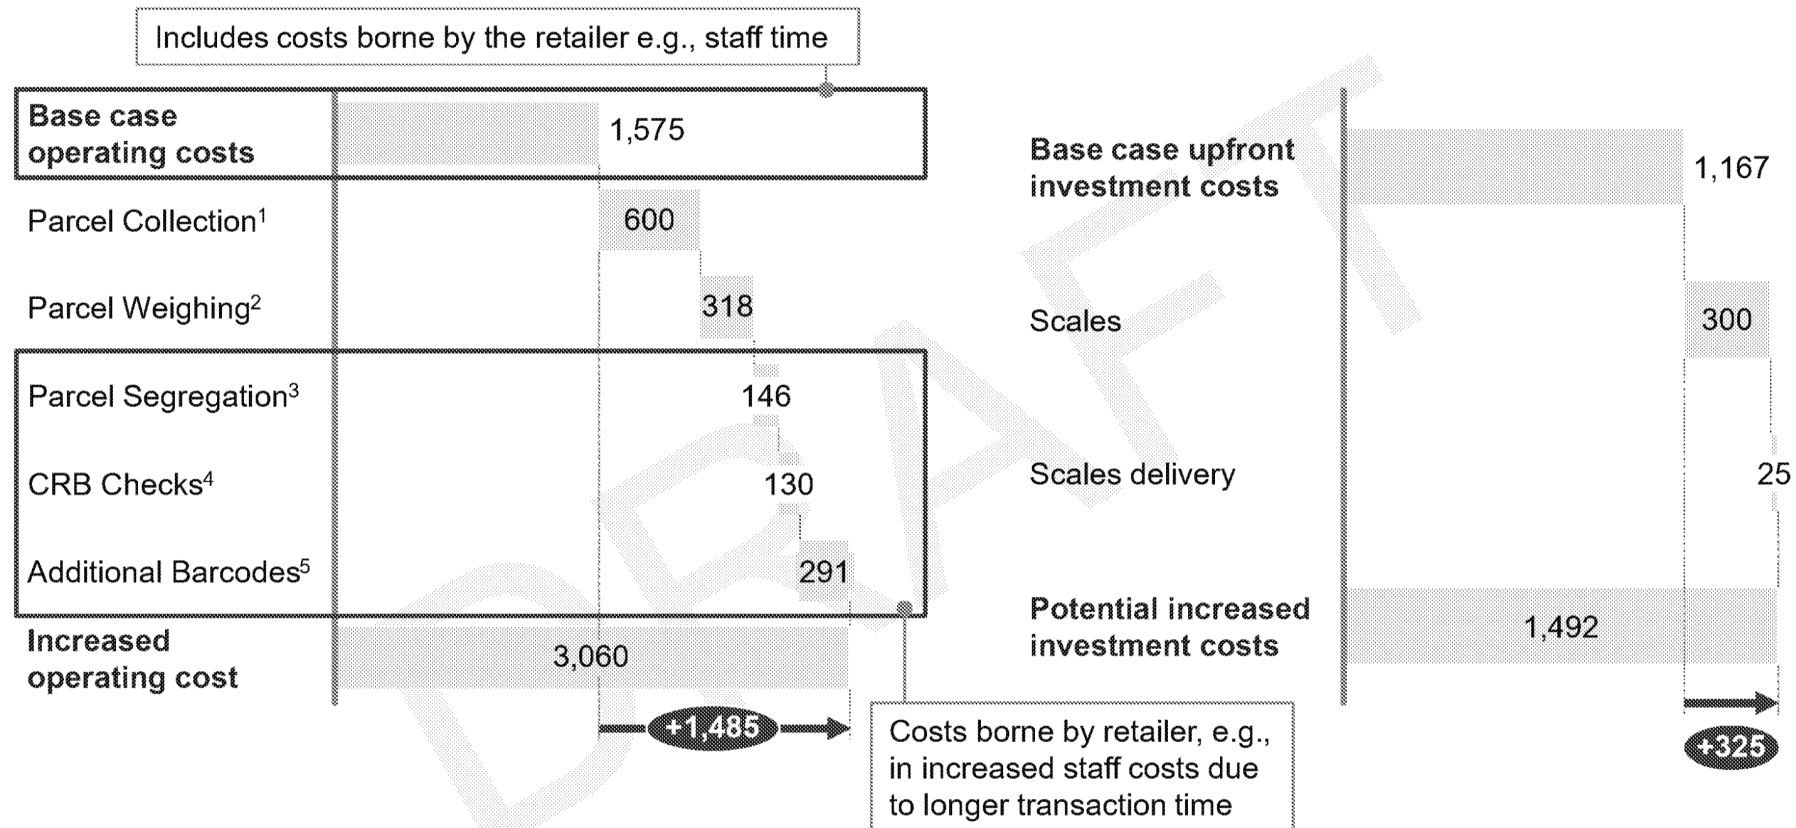 Includes costs borne by the retailer e.g., staff time
Base case
operating costs
1,575
Parcel Collection1
600
Parcel Weighing2
318
Parcel Segregation3
146
CRB Checks4
130
Additional Barcodes5
291
Increased
operating cost
3,060
+1,485
Costs borne by retailer, e.g.,
in increased staff costs due
to longer transaction time
Base case upfront
investment costs
1,167
Scales
300
Scales delivery
25
Potential increased
investment costs
1,492
+325
DRAFT